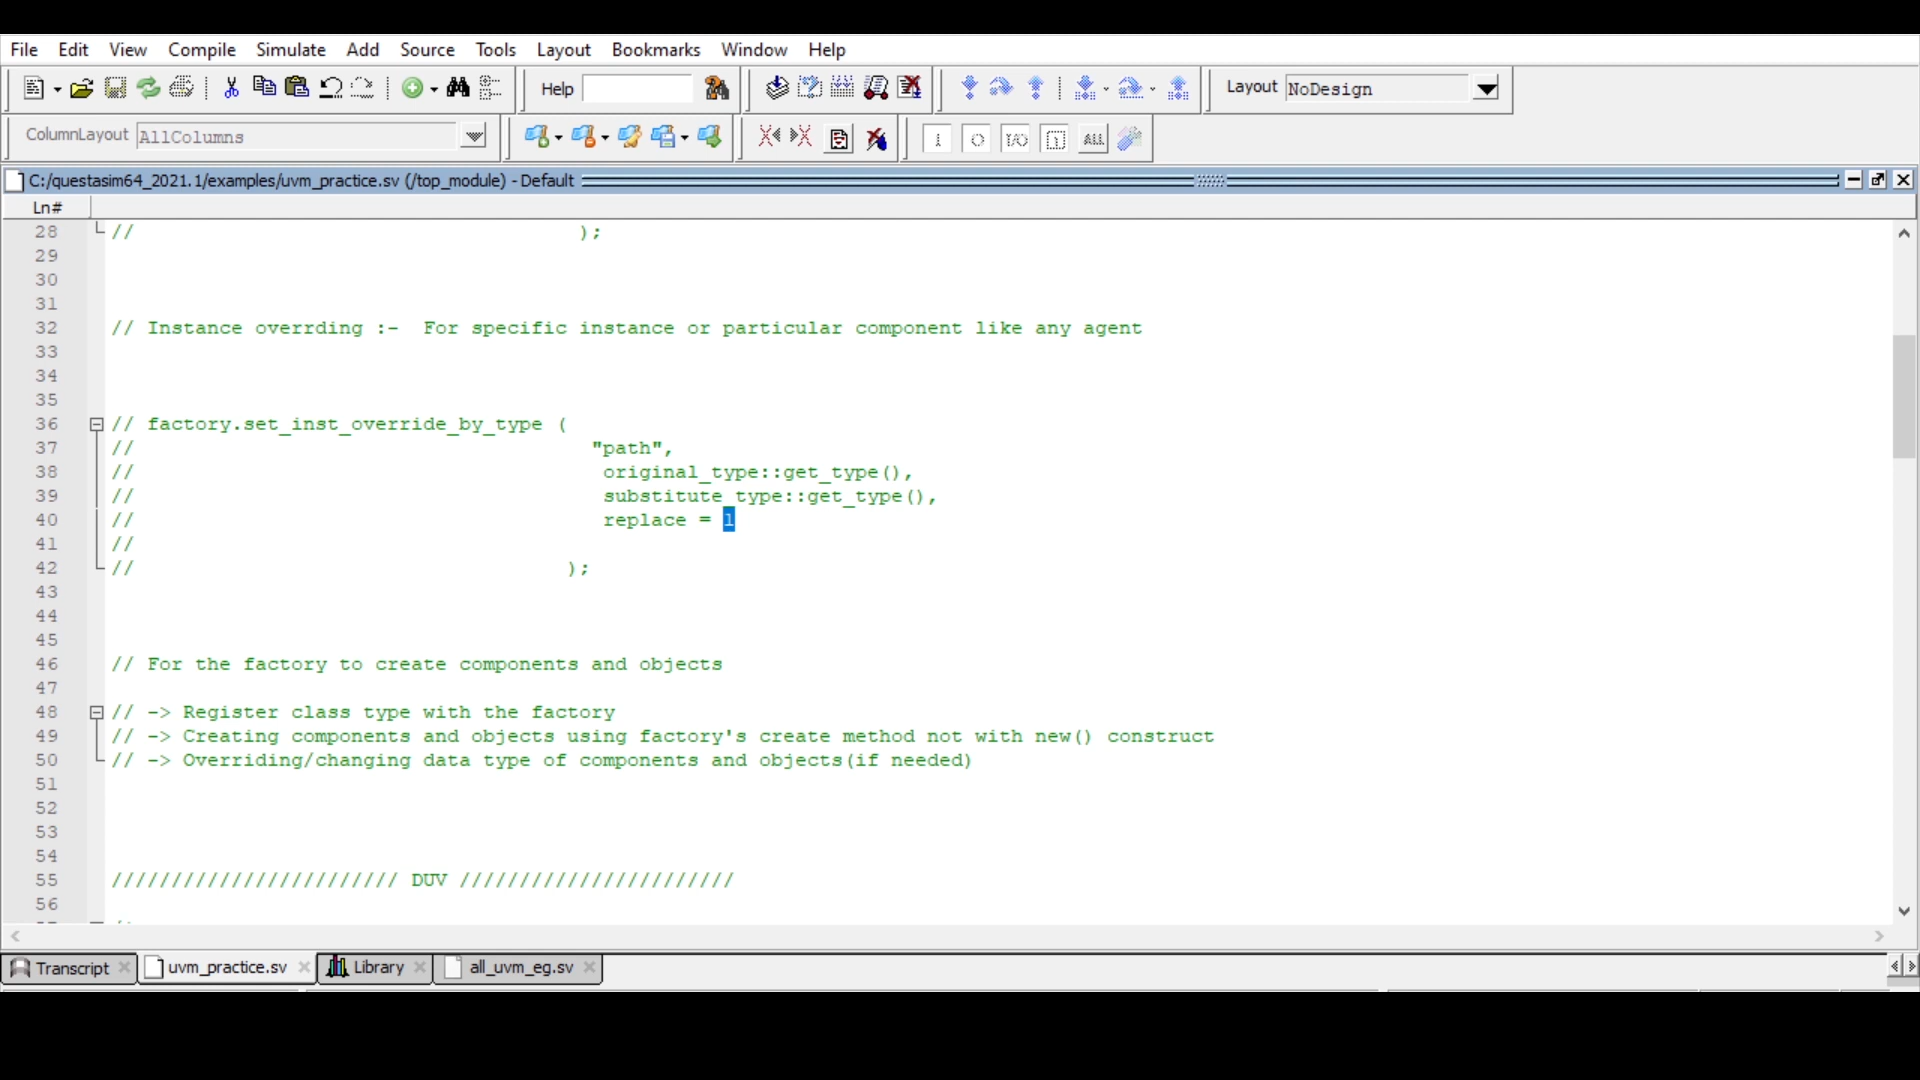 File Edit View Compile Simulate Add Source Tools Layout Bookmarks Window Help
Help
Layout NoDesign
ColumnLayout AllColumns
ALL
C:/questasim64_2021.1/examples/uvm_practice.sv (/top_module) - Default
Ln#
28 // );
29
30
31
32 // Instance overrding :- For specific instance or particular component like any agent
33
34
35
36 // factory.set_inst_override_by_type (
37 // "path",
38 // original_type::get_type(),
39 // substitute_type::get_type(),
40 // replace = 1
41 //
42 // );
43
44
45
46 // For the factory to create components and objects
47
48 // -> Register class type with the factory
49 // -> Creating components and objects using factory's create method not with new() construct
50 // -> Overriding/changing data type of components and objects(if needed)
51
52
53
54
55 //////////////////////// DUV ///////////////////////
56
Transcript uvm_practice.sv Library all_uvm_eg.sv